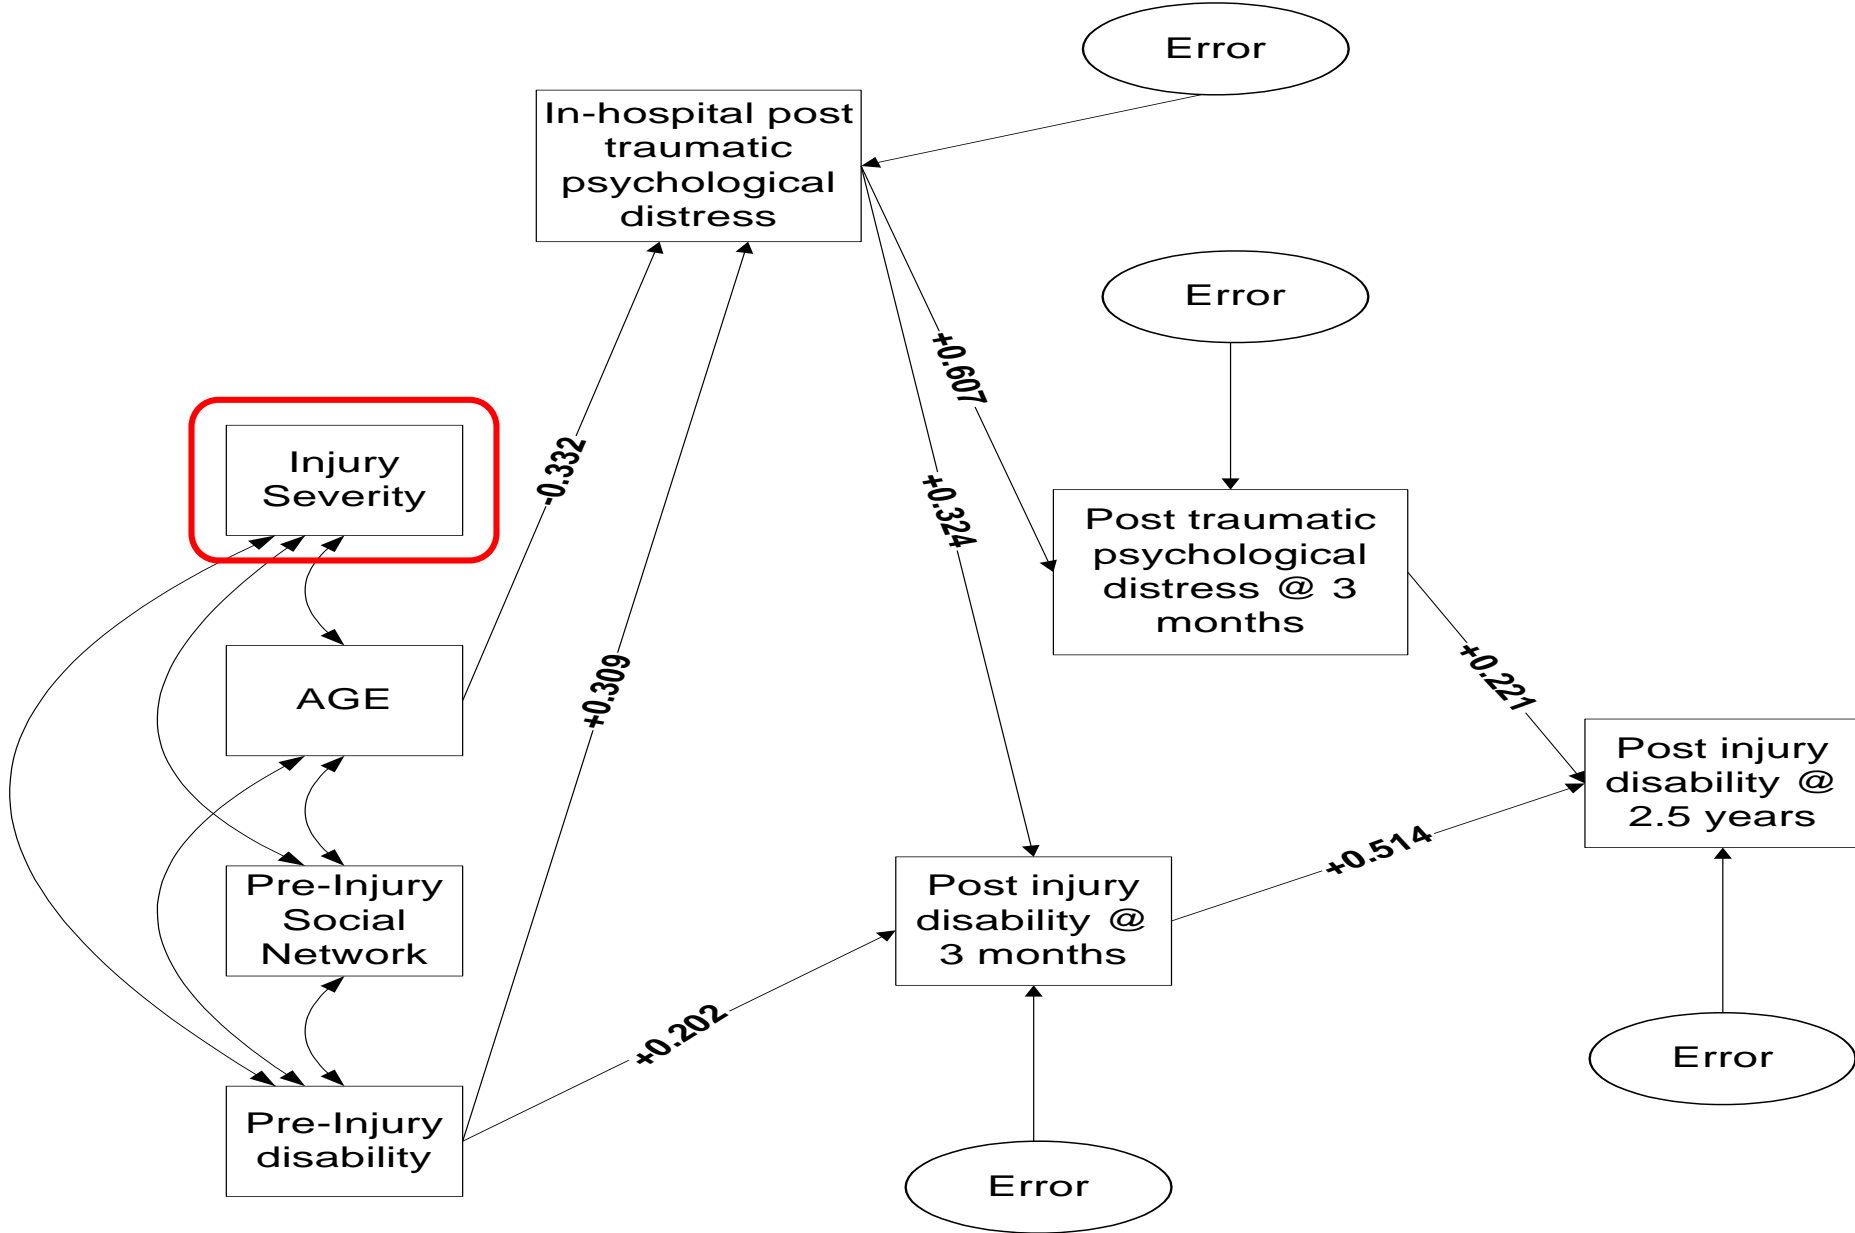 Error
In-hospital post
traumatic
psychological
distress
Error
+0.607
Injury
Severity
-0.332
+0.324
Post traumatic
psychological
distress @ 3
months
AGE
+0.309
+0.221
Post injury
disability @
2.5 years
Pre-Injury
Social
Network
Post injury
disability @
3 months
+0.514
+0.202
Error
Pre-Injury
disability
Error